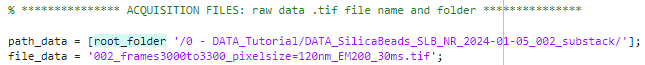 % *************** ACQUISITION FILES: raw data .tif file name and folder ***************
path_data = [root_folder '/0 - DATA_Tutorial/DATA_SilicaBeads_SLB_NR_2024-01-05_002_substack/'];
file_data = '002_frames3000to3300_pixelsize=120nm_EM200_30ms.tif';